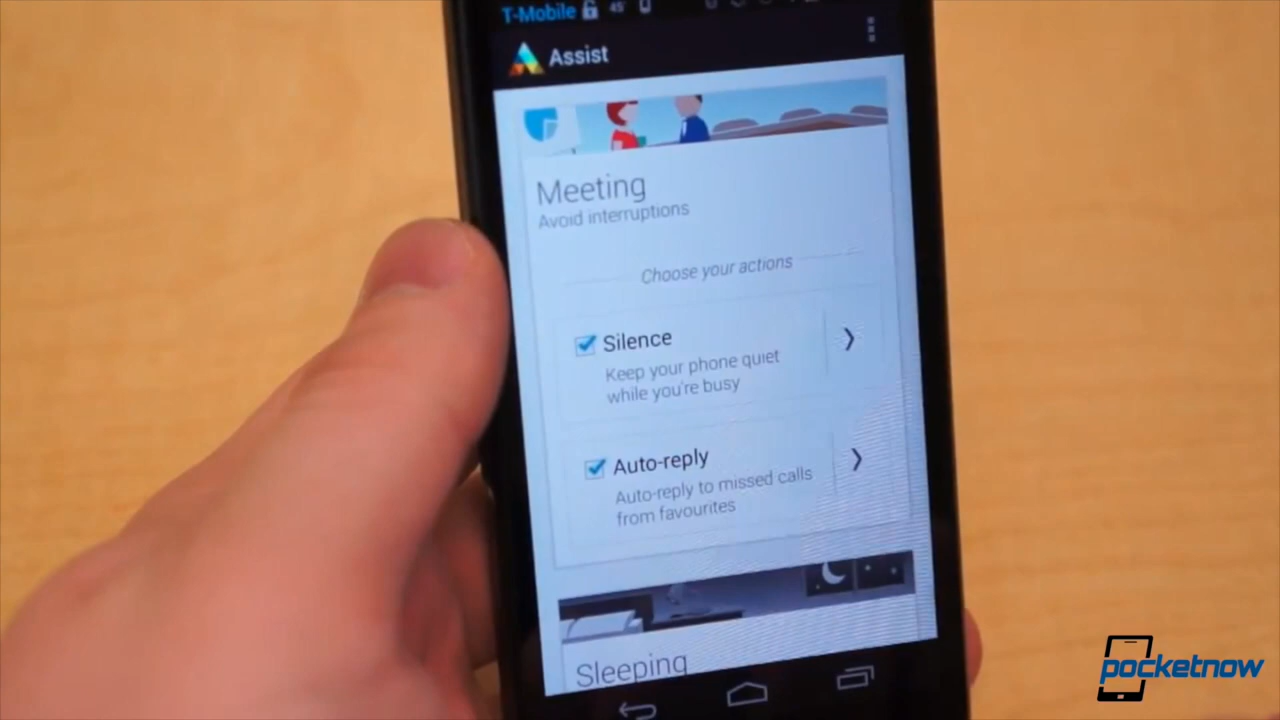 T-Mobile 45°
Assist
Meeting
Avoid interruptions
Choose your actions
Silence
Keep your phone quiet
while you're busy
Auto-reply
Auto-reply to missed calls
from favourites
Sleeping
pocketnow